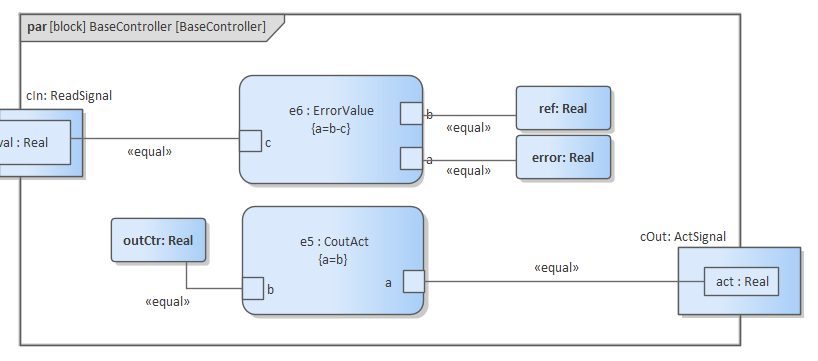 par [block] BaseController [BaseController]
cIn: ReadSignal
val : Real
«equal»
c
e6 : ErrorValue
{a=b-c}
b
«equal»
ref: Real
a
«equal»
error: Real
outCtr: Real
«equal»
b
e5 : CoutAct
{a=b}
a
«equal»
cOut: ActSignal
act : Real